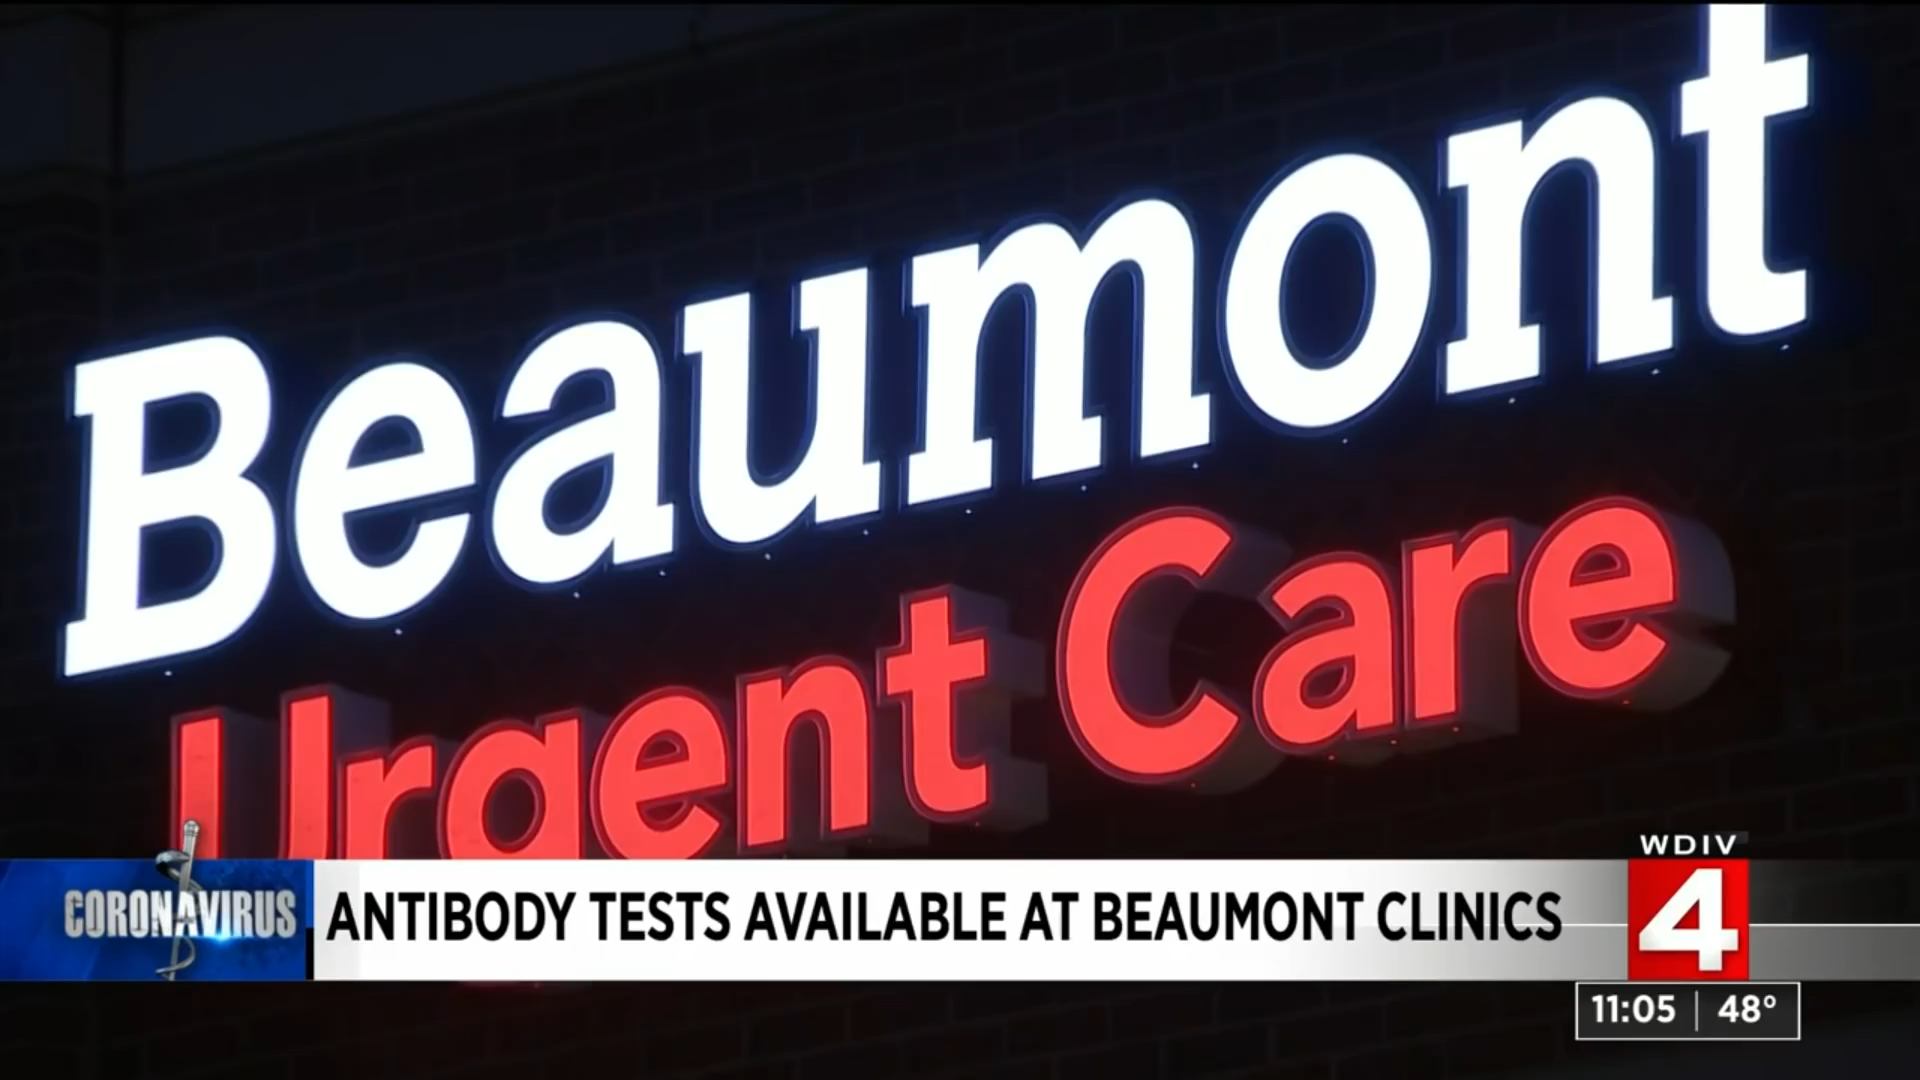 Beaumont
Urgent Care
WDIV
CORONAVIRUS
ANTIBODY TESTS AVAILABLE AT BEAUMONT CLINICS
4
11:05 | 48°